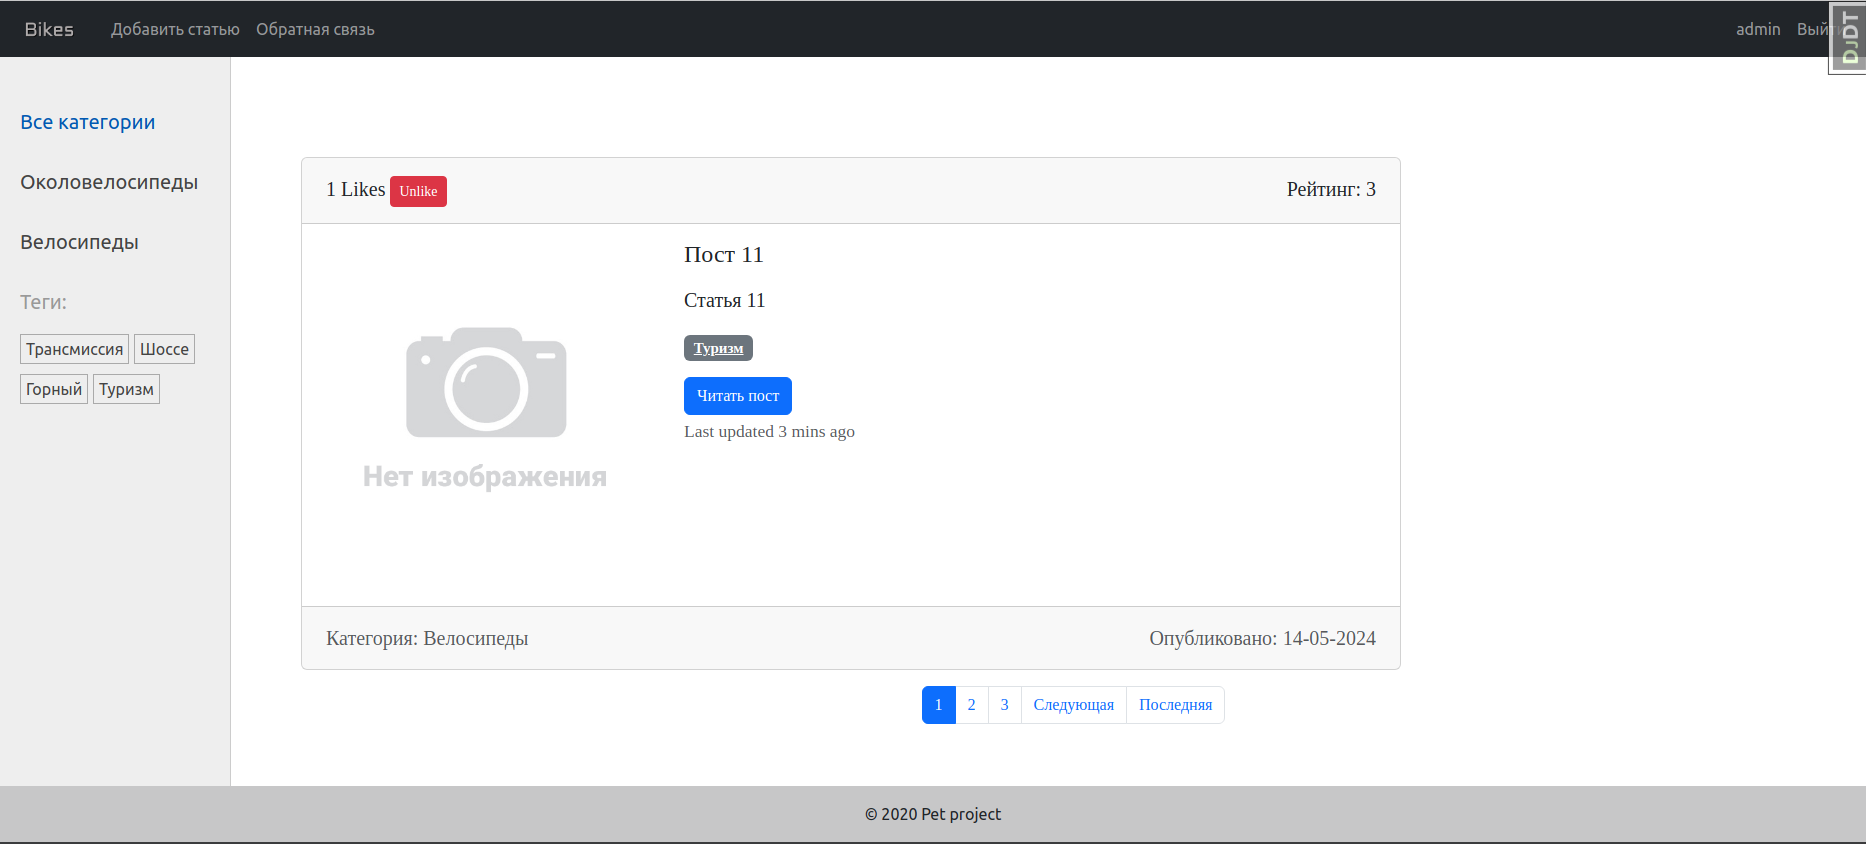 Bikes Добавить статью Обратная связь admin Выйти
DJDT
Все категории
Околовелосипеды
Велосипеды
Теги:
Трансмиссия Шоссе
Горный Туризм
1 Likes Unlike Рейтинг: 3
Нет изображения
Пост 11
Статья 11
Туризм
Читать пост
Last updated 3 mins ago
Категория: Велосипеды Опубликовано: 14-05-2024
1 2 3 Следующая Последняя
© 2020 Pet project